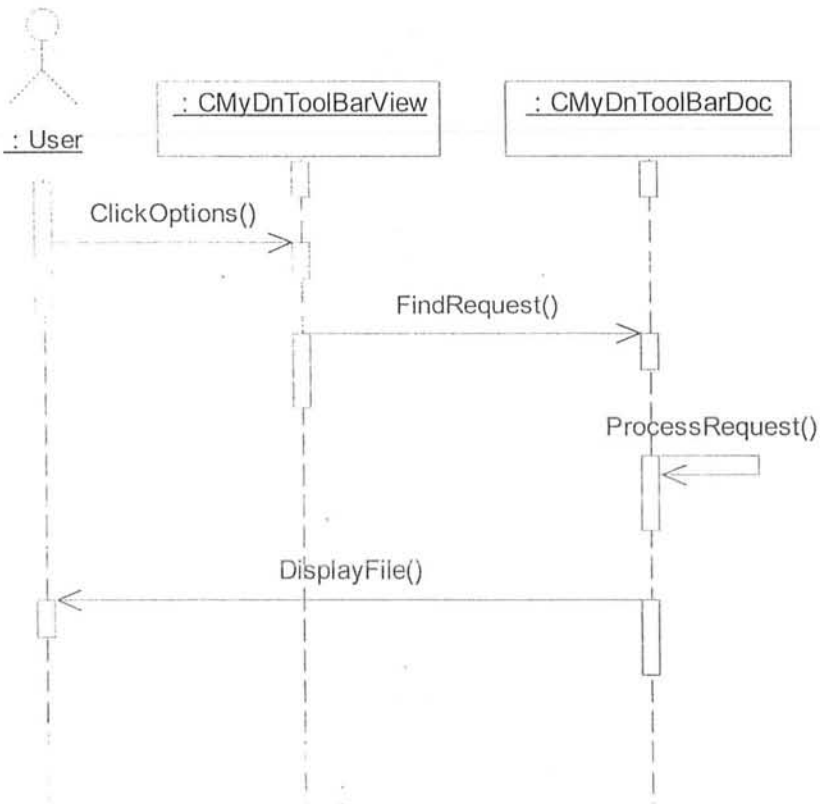 : CMyDnToolBarView
: CMyDnToolBarDoc
: User
ClickOptions()
FindRequest()
ProcessRequest()
DisplayFile()